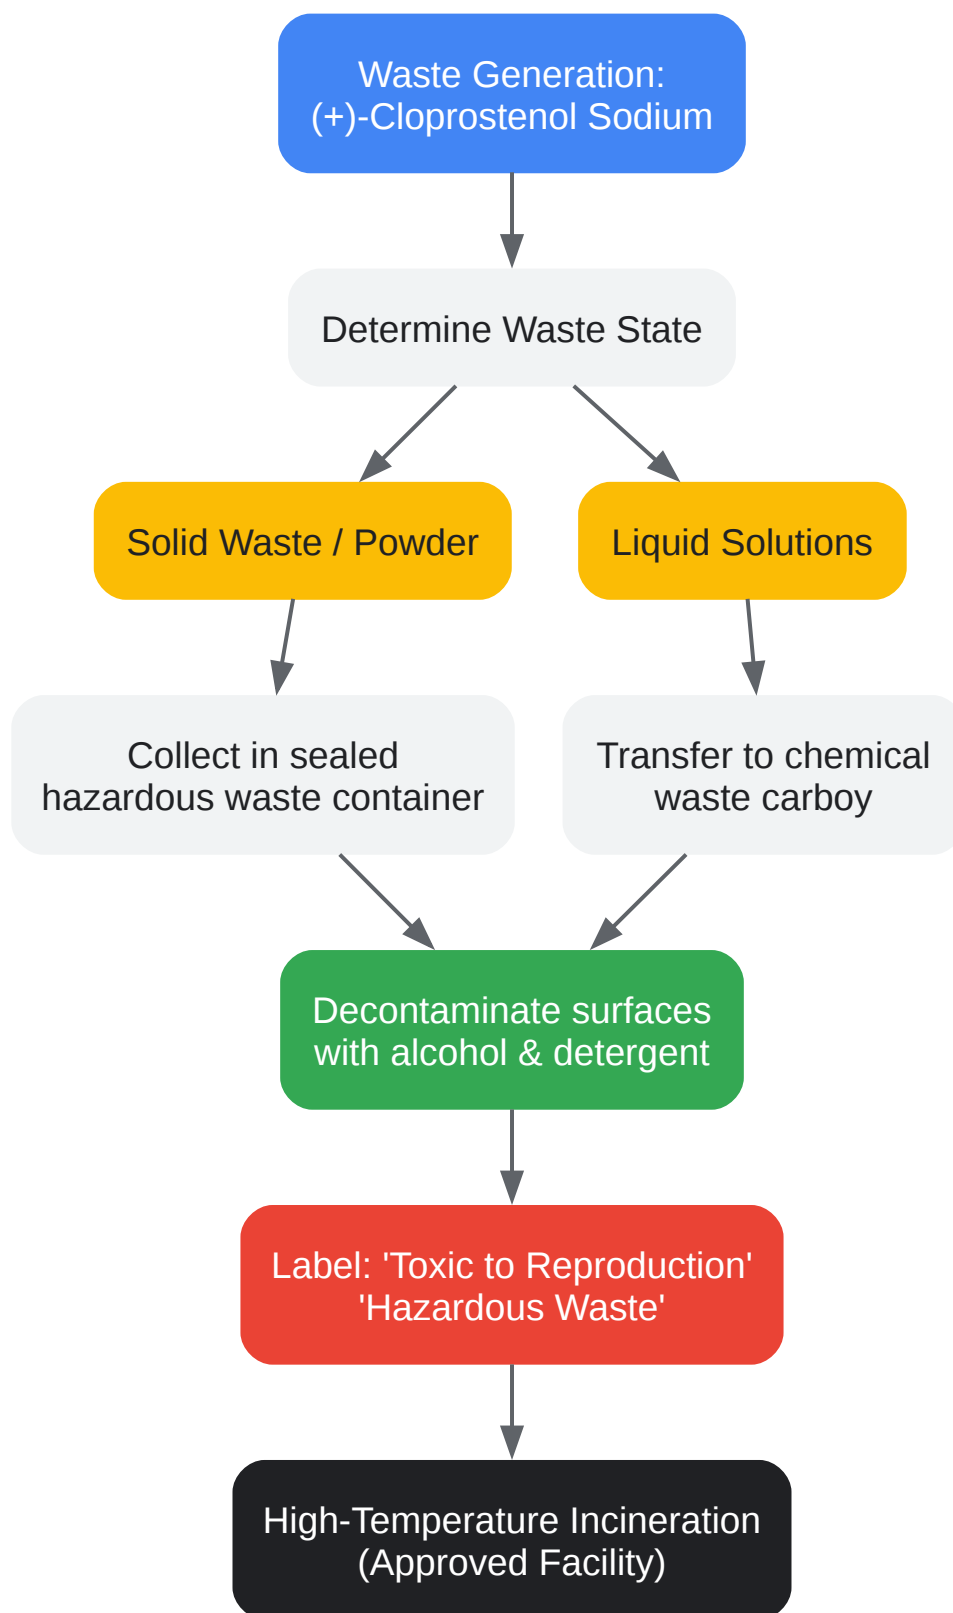 Waste Generation:
(+)-Cloprostenol Sodium
Determine Waste State
Solid Waste / Powder
Liquid Solutions
Collect in sealed
hazardous waste container
Transfer to chemical
waste carboy
Decontaminate surfaces
with alcohol & detergent
Label: 'Toxic to Reproduction'
'Hazardous Waste'
High-Temperature Incineration
(Approved Facility)